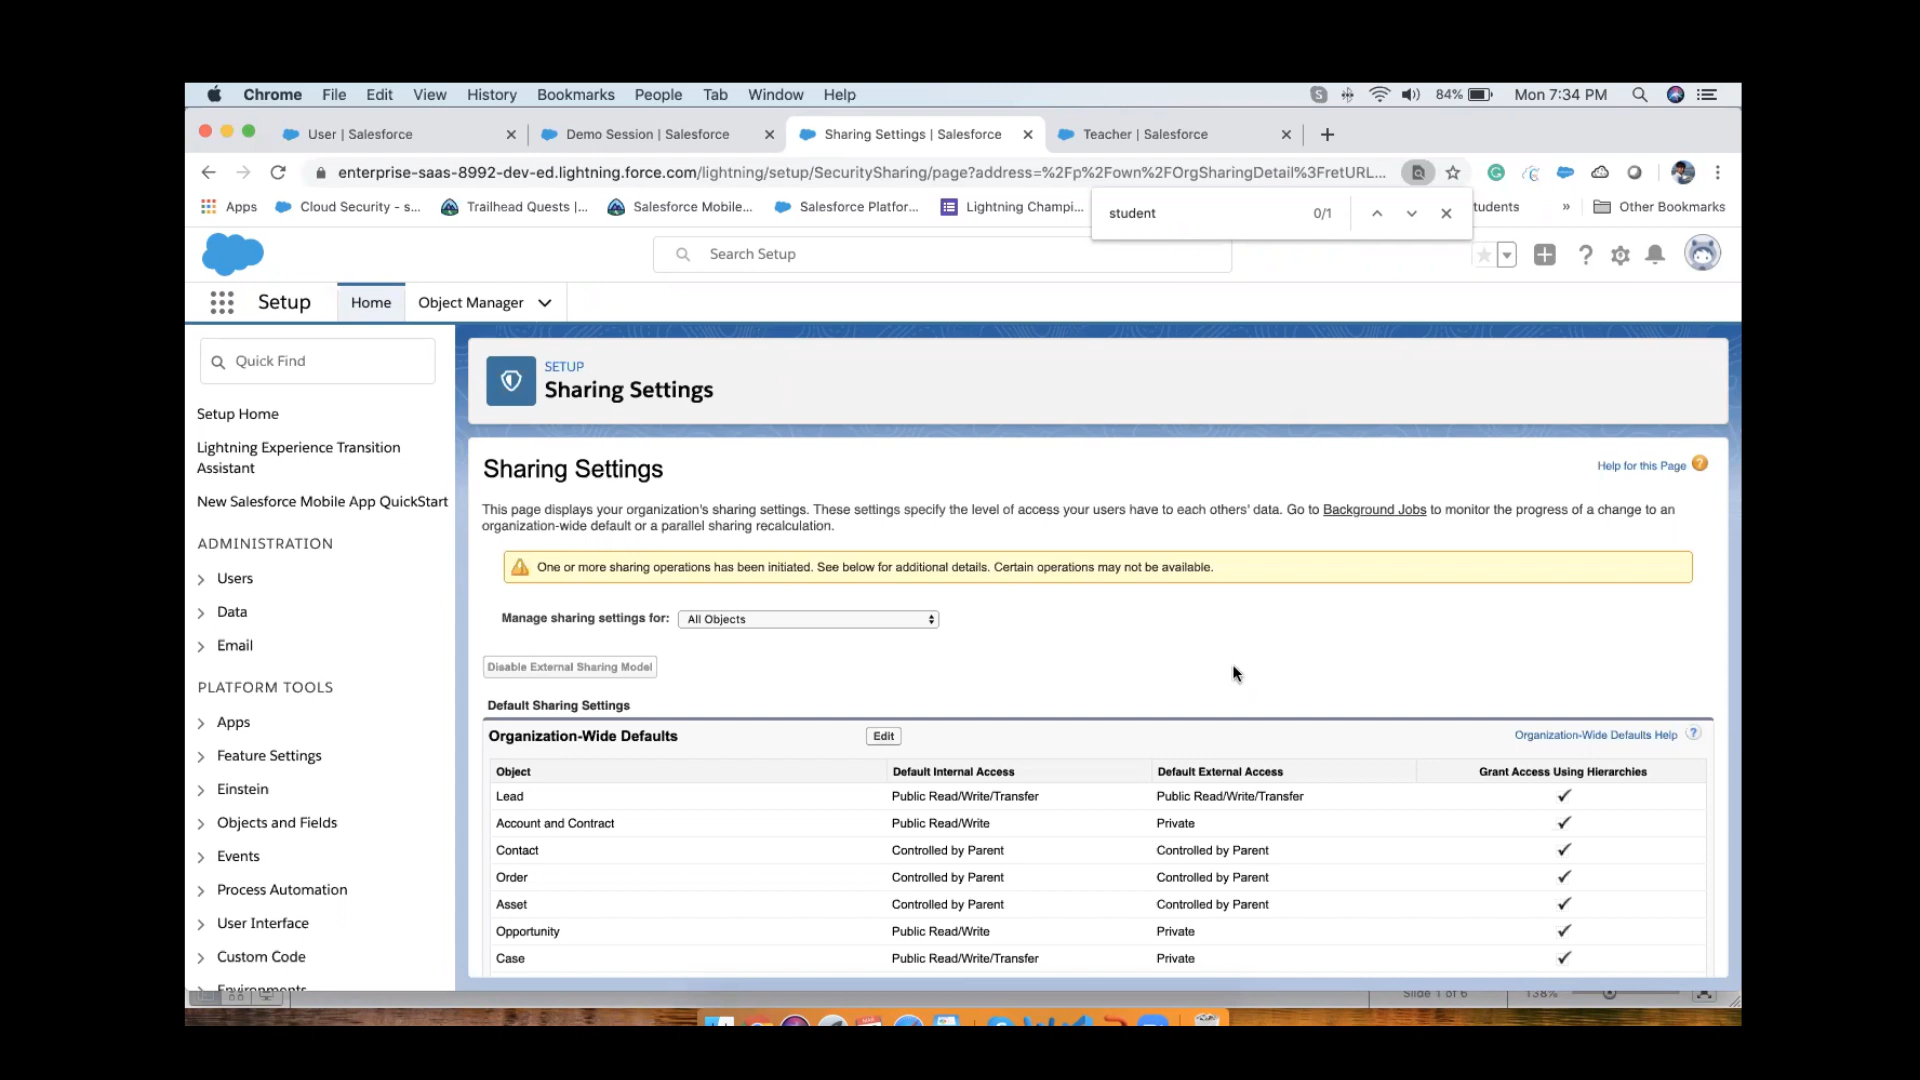 Chrome File Edit View History Bookmarks People Tab Window Help 84% Mon 7:34 PM
User | Salesforce Demo Session | Salesforce Sharing Settings | Salesforce Teacher | Salesforce
enterprise-saas-8992-dev-ed.lightning.force.com/lightning/setup/SecuritySharing/page?address=%2Fp%2Fown%2FOrgSharingDetail%3FretURL...
Apps Cloud Security - s... Trailhead Quests |... Salesforce Mobile... Salesforce Platfor... Lightning Champi... tudents » Other Bookmarks
student 0/1
Search Setup
Setup Home Object Manager
Quick Find
Setup Home
Lightning Experience Transition
Assistant
New Salesforce Mobile App QuickStart
ADMINISTRATION
Users
Data
Email
PLATFORM TOOLS
Apps
Feature Settings
Einstein
Objects and Fields
Events
Process Automation
User Interface
Custom Code
Environments
SETUP
Sharing Settings
Sharing Settings
Help for this Page
This page displays your organization's sharing settings. These settings specify the level of access your users have to each others' data. Go to Background Jobs to monitor the progress of a change to an
organization-wide default or a parallel sharing recalculation.
One or more sharing operations has been initiated. See below for additional details. Certain operations may not be available.
Manage sharing settings for: All Objects
Disable External Sharing Model
Default Sharing Settings
Organization-Wide Defaults Edit Organization-Wide Defaults Help ?
Object Default Internal Access Default External Access Grant Access Using Hierarchies
Lead Public Read/Write/Transfer Public Read/Write/Transfer
Account and Contract Public Read/Write Private
Contact Controlled by Parent Controlled by Parent
Order Controlled by Parent Controlled by Parent
Asset Controlled by Parent Controlled by Parent
Opportunity Public Read/Write Private
Case Public Read/Write/Transfer Private
Slide 1 of 6 138%